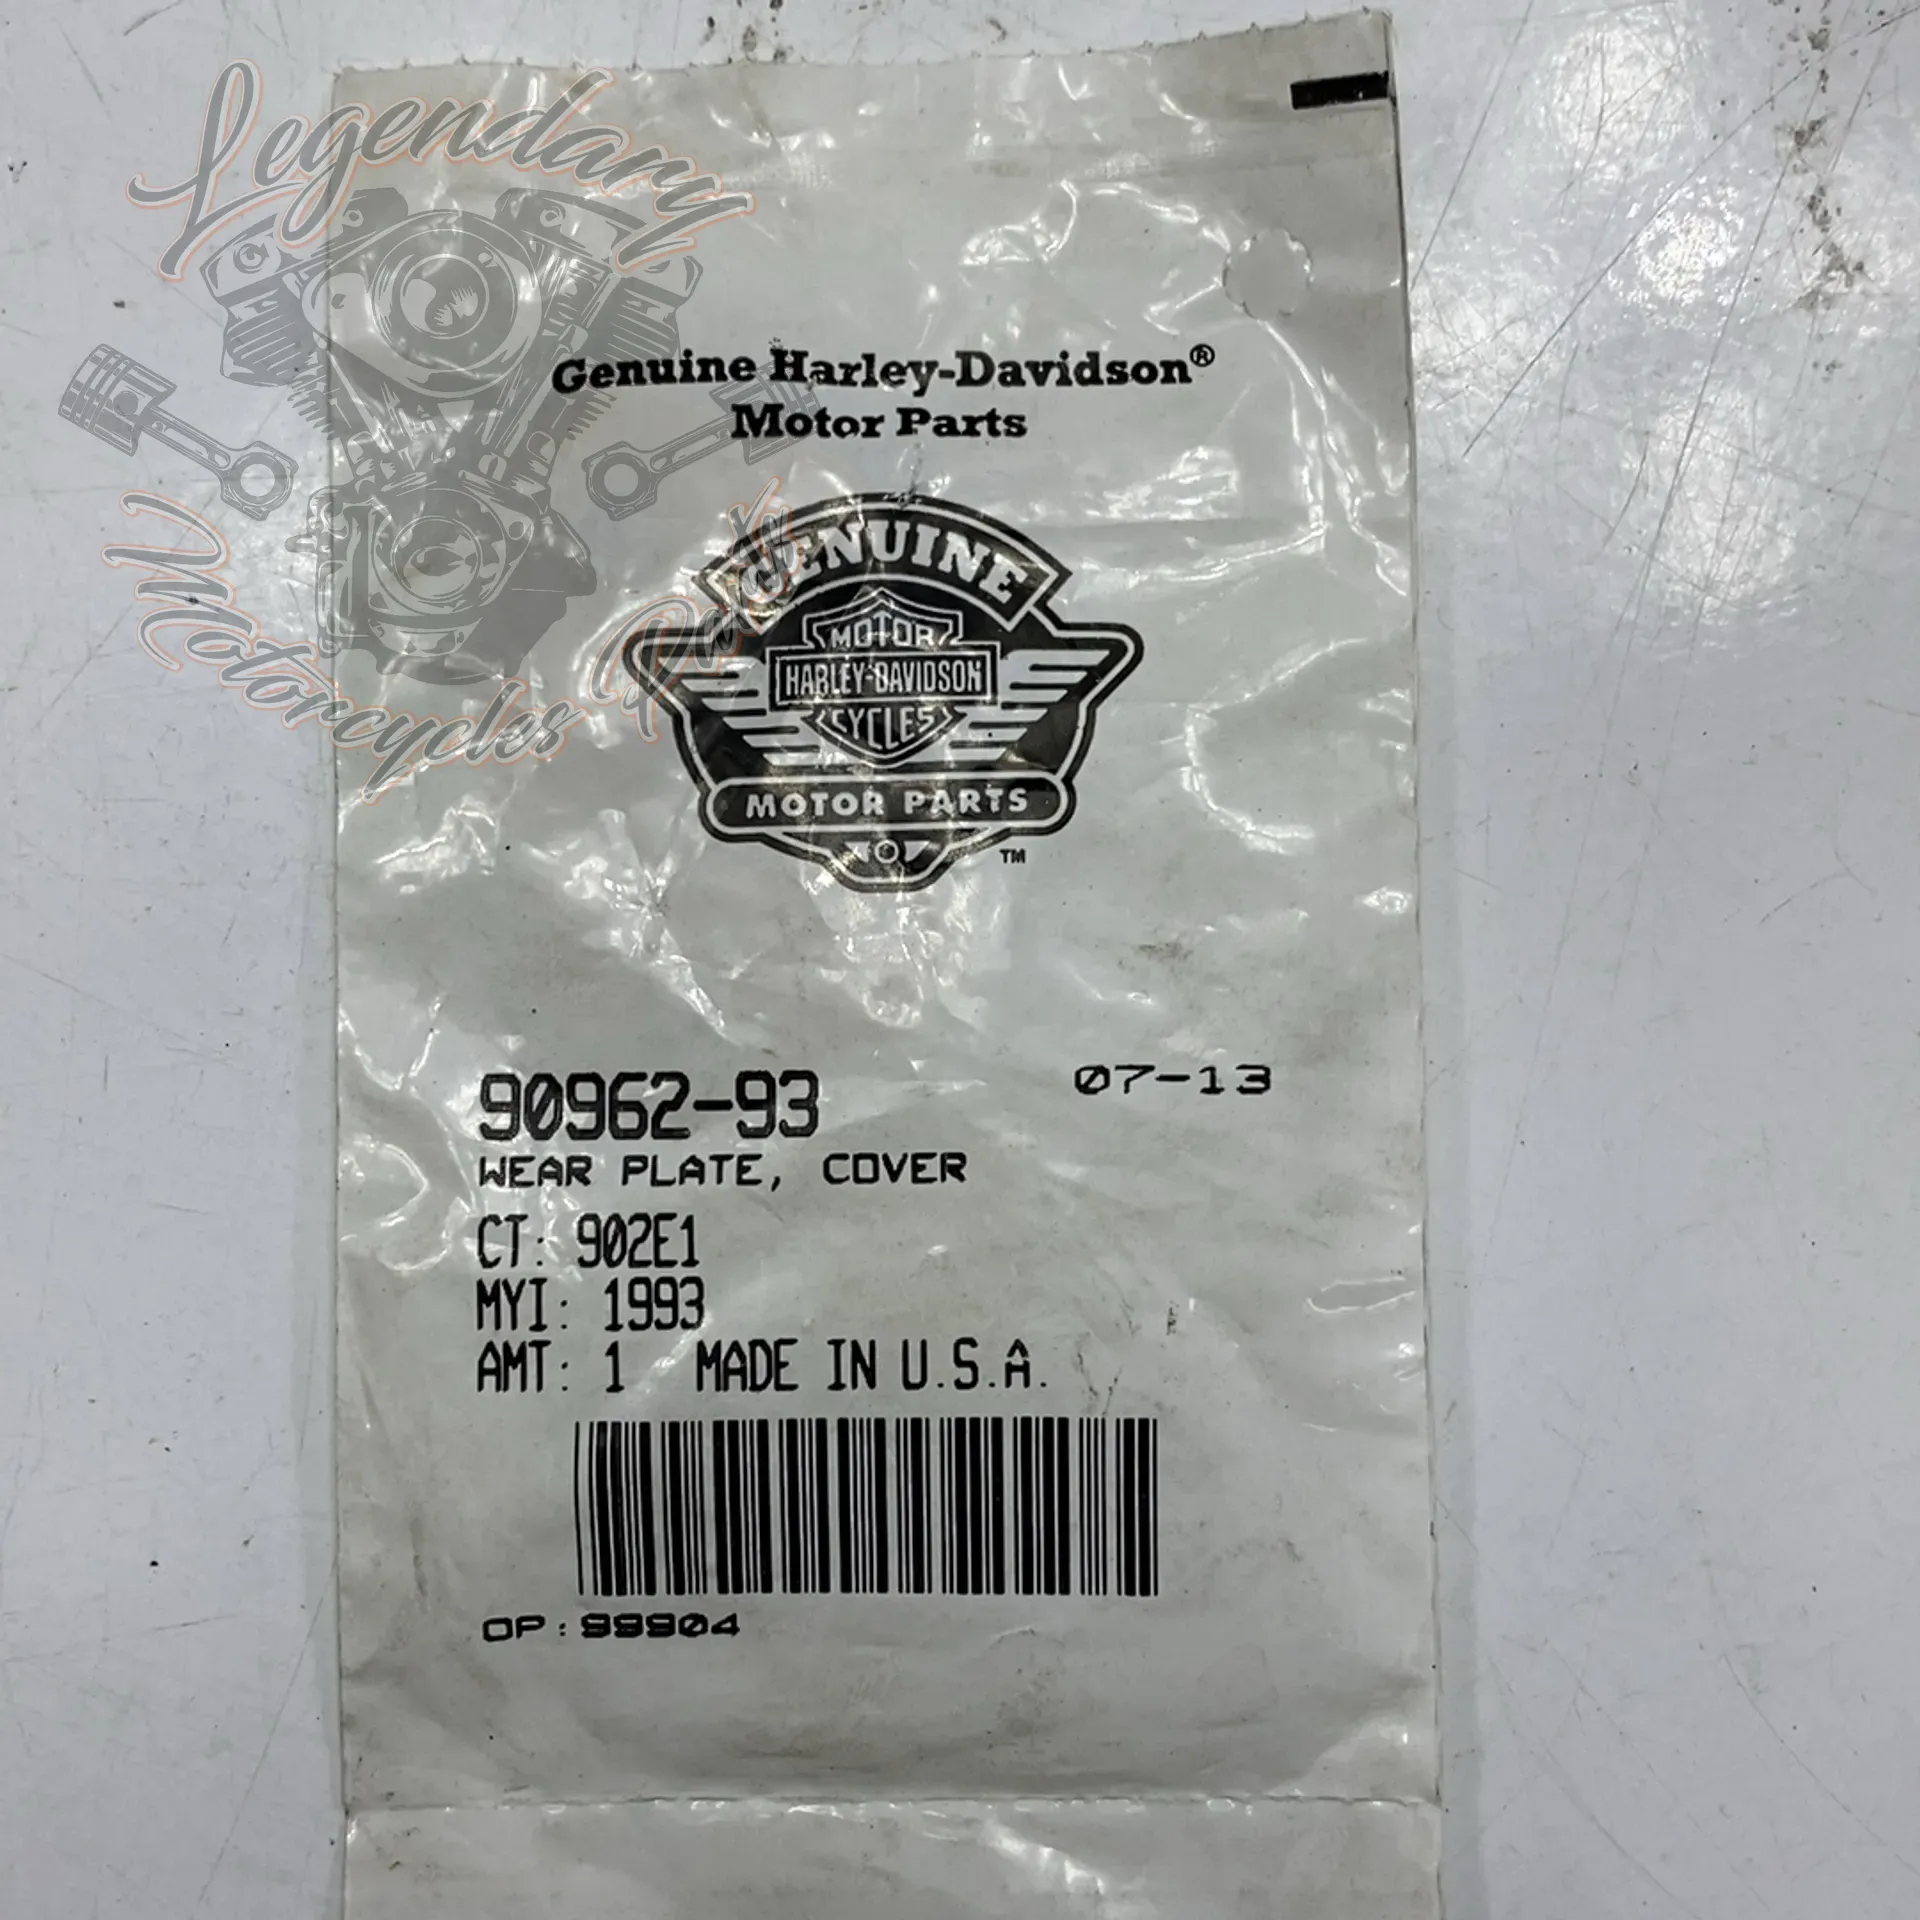 Legendary
Motorcycles Parts
Genuine Harley-Davidson®
Motor Parts
GENUINE
MOTOR
HARLEY-DAVIDSON
CYCLES
MOTOR PARTS
TM
90962-93 07-13
WEAR PLATE, COVER
CT: 902E1
MYI: 1993
AMT: 1 MADE IN U.S.A.
OP: 99904